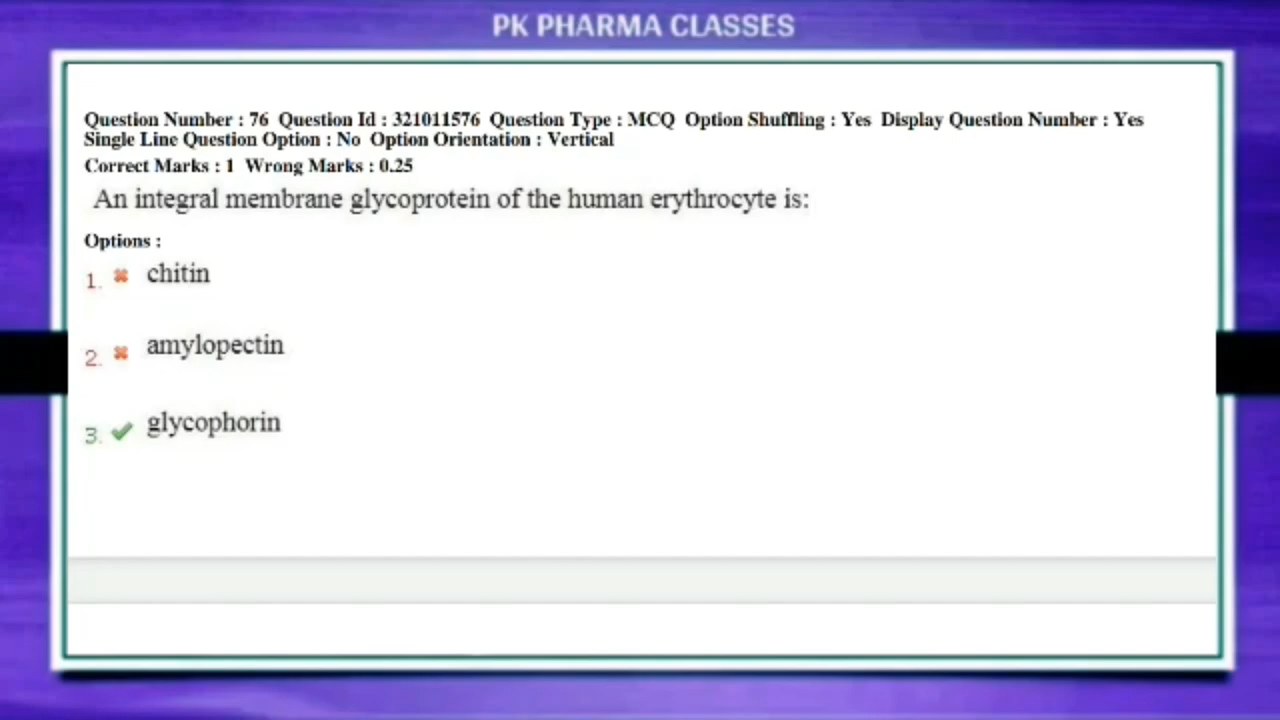 PK PHARMA CLASSES
Question Number : 76 Question Id : 321011576 Question Type : MCQ Option Shuffling : Yes Display Question Number : Yes
Single Line Question Option : No Option Orientation : Vertical
Correct Marks : 1 Wrong Marks : 0.25
An integral membrane glycoprotein of the human erythrocyte is:
Options :
1. ✖ chitin
2. ✖ amylopectin
3. ✔ glycophorin